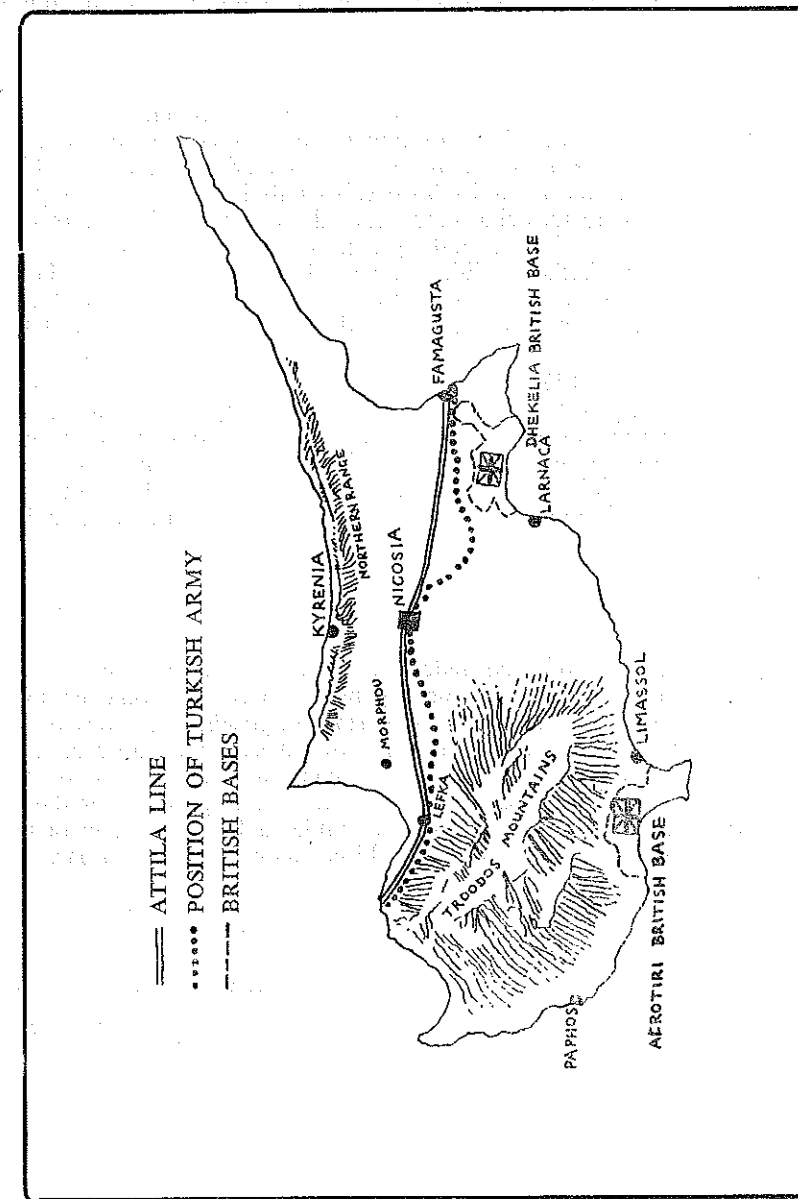 ATTILA LINE
POSITION OF TURKISH ARMY
BRITISH BASES
KYRENIA
NORTHERN RANGE
MORPHOU
NICOSIA
FAMAGUSTA
LEFKA
DHEKELIA BRITISH BASE
LARNACA
TROODOS MOUNTAINS
LIMASSOL
PAPHOS
AEROTIRI BRITISH BASE